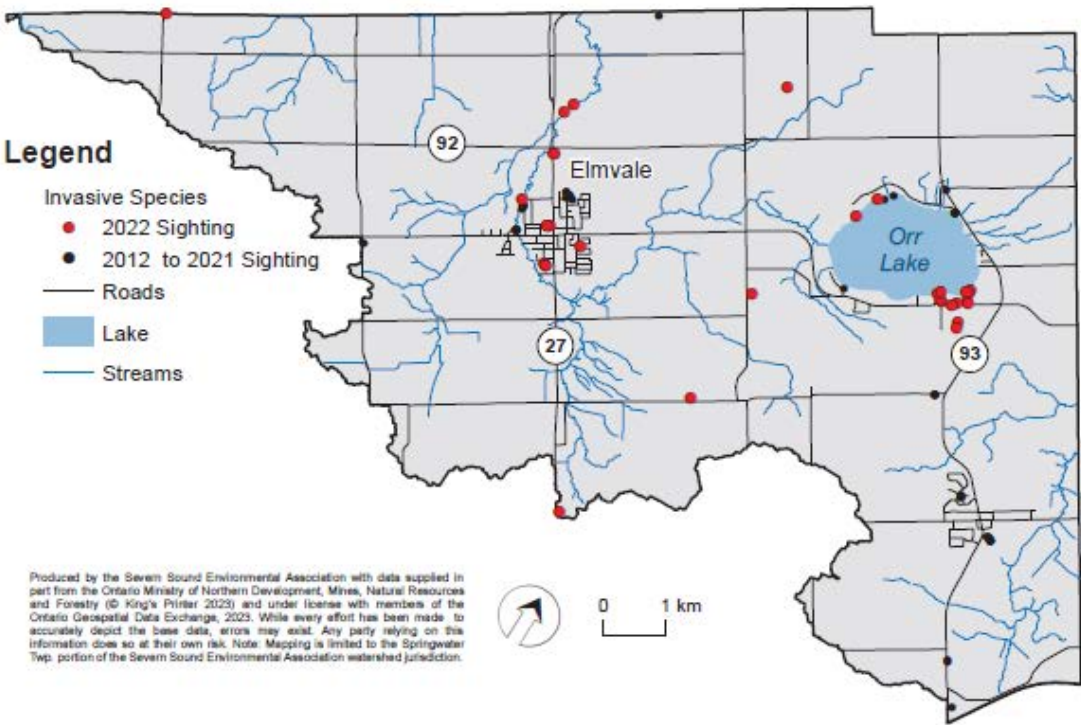 92
Elmvale
Legend
Invasive Species
2022 Sighting
2012 to 2021 Sighting
Roads
Lake
Streams
Orr
Lake
27
93
Produced by the Severn Sound Environmental Association with data supplied in
part from the Ontario Ministry of Northern Development, Mines, Natural Resources
and Forestry (© King's Printer 2023) and under license with members of the
Ontario Geospatial Data Exchange, 2023. While every effort has been made to
accurately depict the base data, errors may exist. Any party relying on this
information does so at their own risk. Note: Mapping is limited to the Springwater
Twp. portion of the Severn Sound Environmental Association watershed jurisdiction.
0 1 km